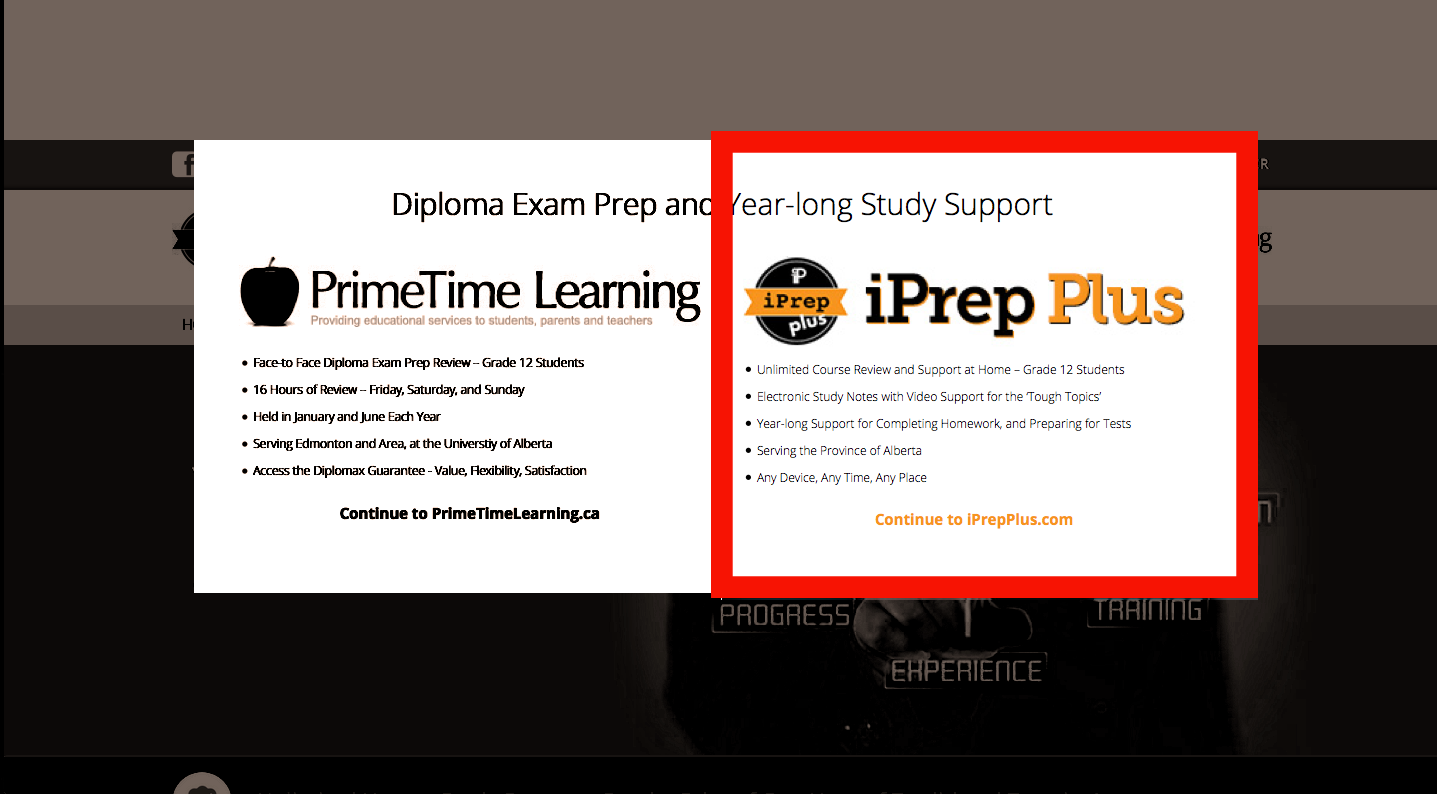 f
R
Diploma Exam Prep and Year-long Study Support
PrimeTime Learning
Providing educational services to students, parents and teachers
iP
iPrep
plus
iPrep Plus
• Face-to Face Diploma Exam Prep Review – Grade 12 Students
• 16 Hours of Review – Friday, Saturday, and Sunday
• Held in January and June Each Year
• Serving Edmonton and Area, at the Universtiy of Alberta
• Access the Diplomax Guarantee - Value, Flexibility, Satisfaction
Continue to PrimeTimeLearning.ca
• Unlimited Course Review and Support at Home – Grade 12 Students
• Electronic Study Notes with Video Support for the ‘Tough Topics’
• Year-long Support for Completing Homework, and Preparing for Tests
• Serving the Province of Alberta
• Any Device, Any Time, Any Place
Continue to iPrepPlus.com
PROGRESS
TRAINING
EXPERIENCE